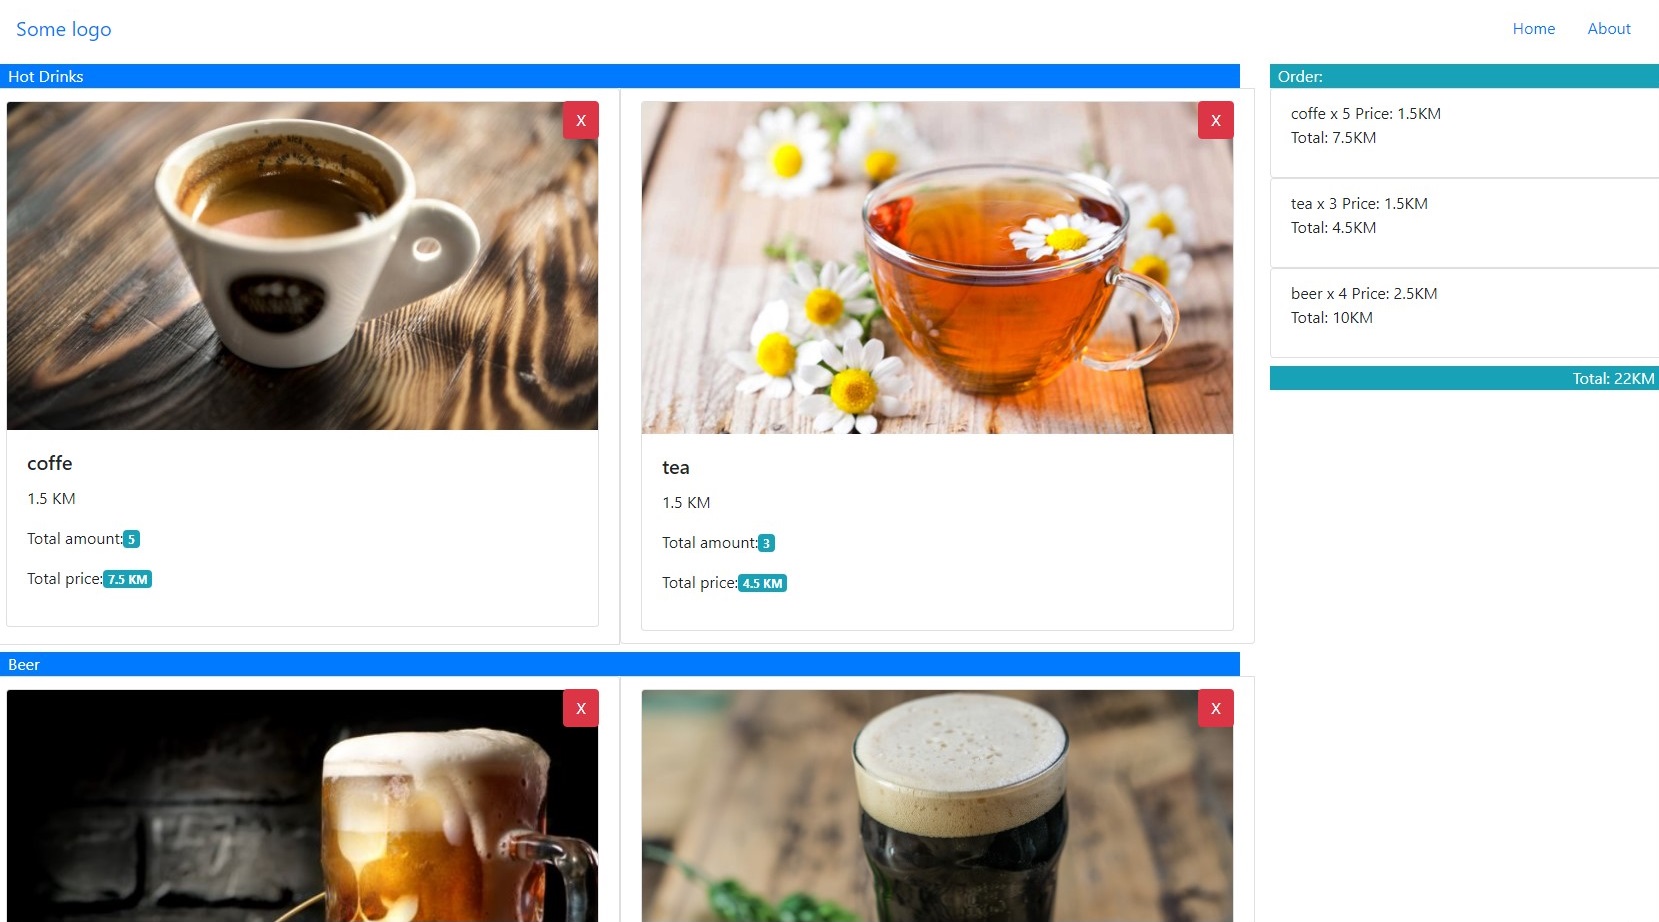 Some logo
Home
About
Hot Drinks
X
coffe
1.5 KM
Total amount:5
Total price:7.5 KM
X
tea
1.5 KM
Total amount:3
Total price:4.5 KM
Beer
X
X
Order:
coffe x 5 Price: 1.5KM
Total: 7.5KM
tea x 3 Price: 1.5KM
Total: 4.5KM
beer x 4 Price: 2.5KM
Total: 10KM
Total: 22KM